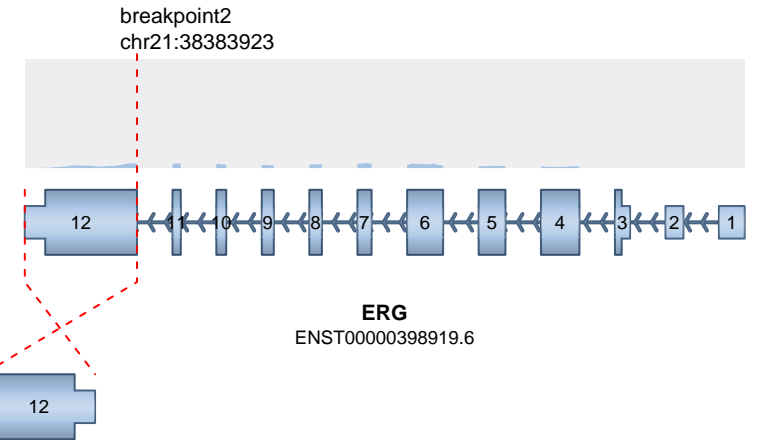 breakpoint2
chr21:38383923
12 11 10 9 8 7 6 5 4 3 2 1
ERG
ENST00000398919.6
12